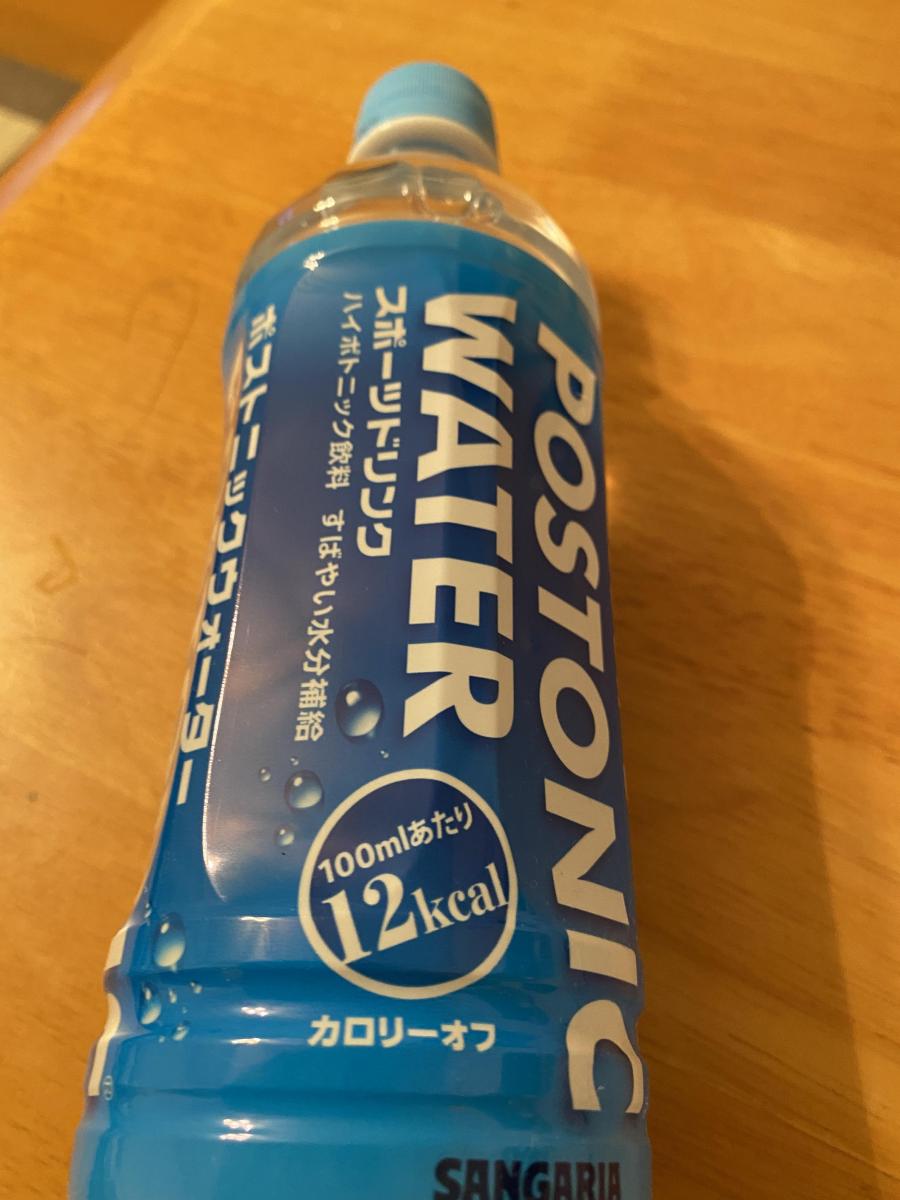 POSTONIC
WATER
スポーツドリンク
ハイポトニック飲料 すばやい水分補給
ポストニックウォーター
100mlあたり
12kcal
カロリーオフ
SANGARIA